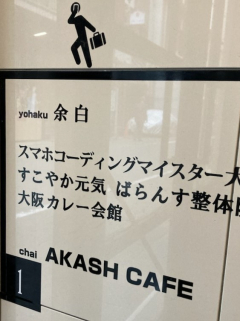 yohaku 余白
スマホコーディングマイスター大
すこやか元気 ばらんす整体
大阪カレー会館
chai AKASH CAFE
1